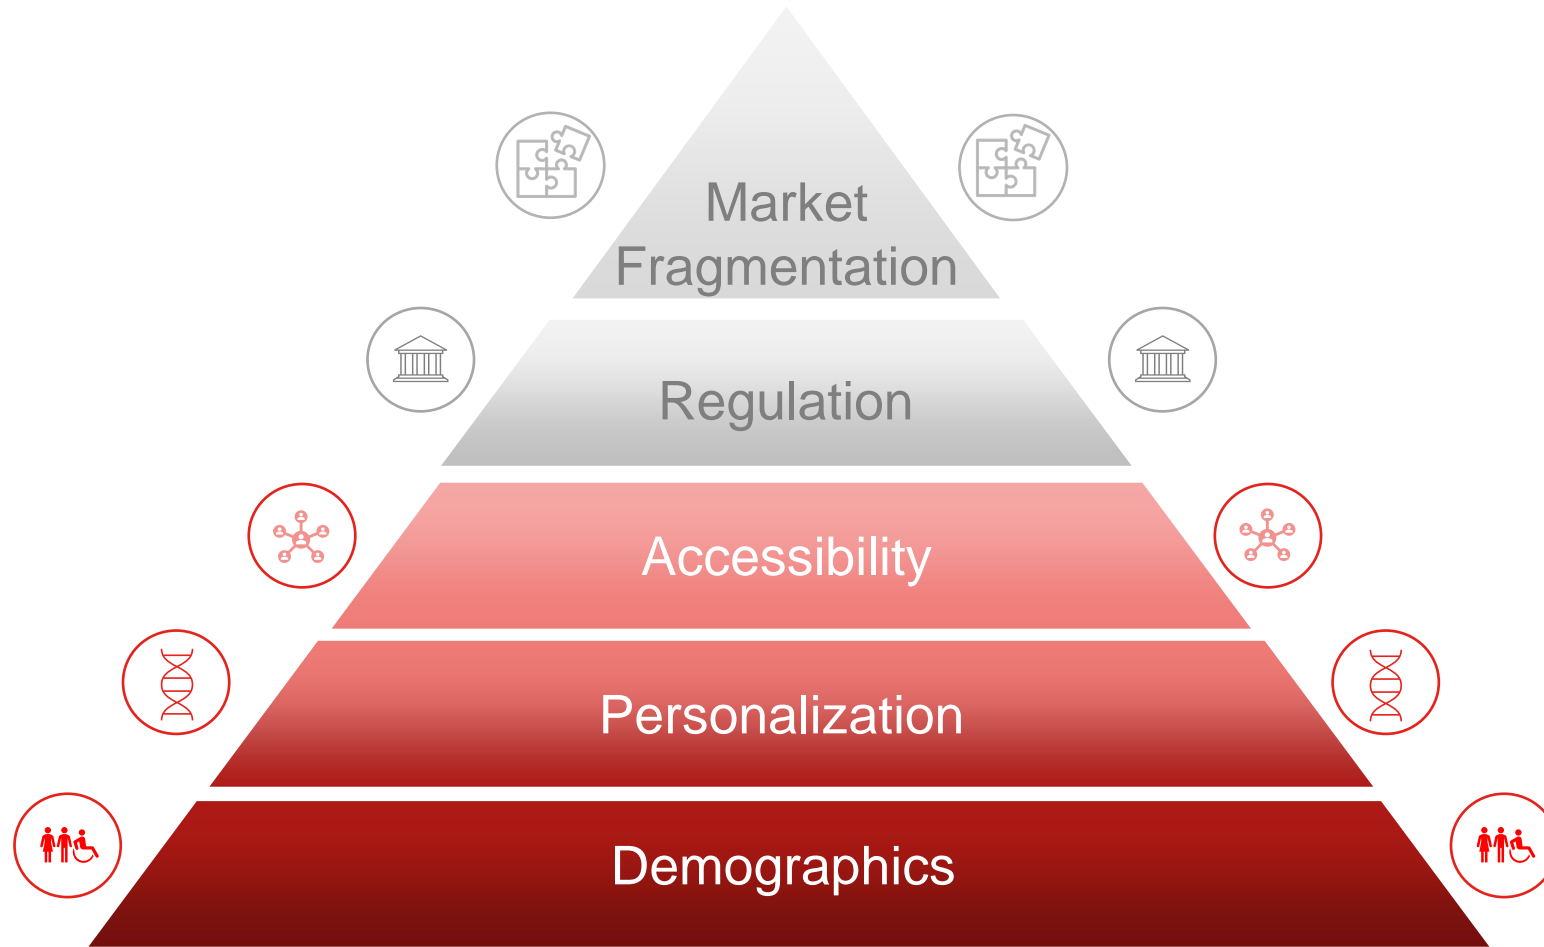 Market
Fragmentation
Regulation
Accessibility
Personalization
Demographics